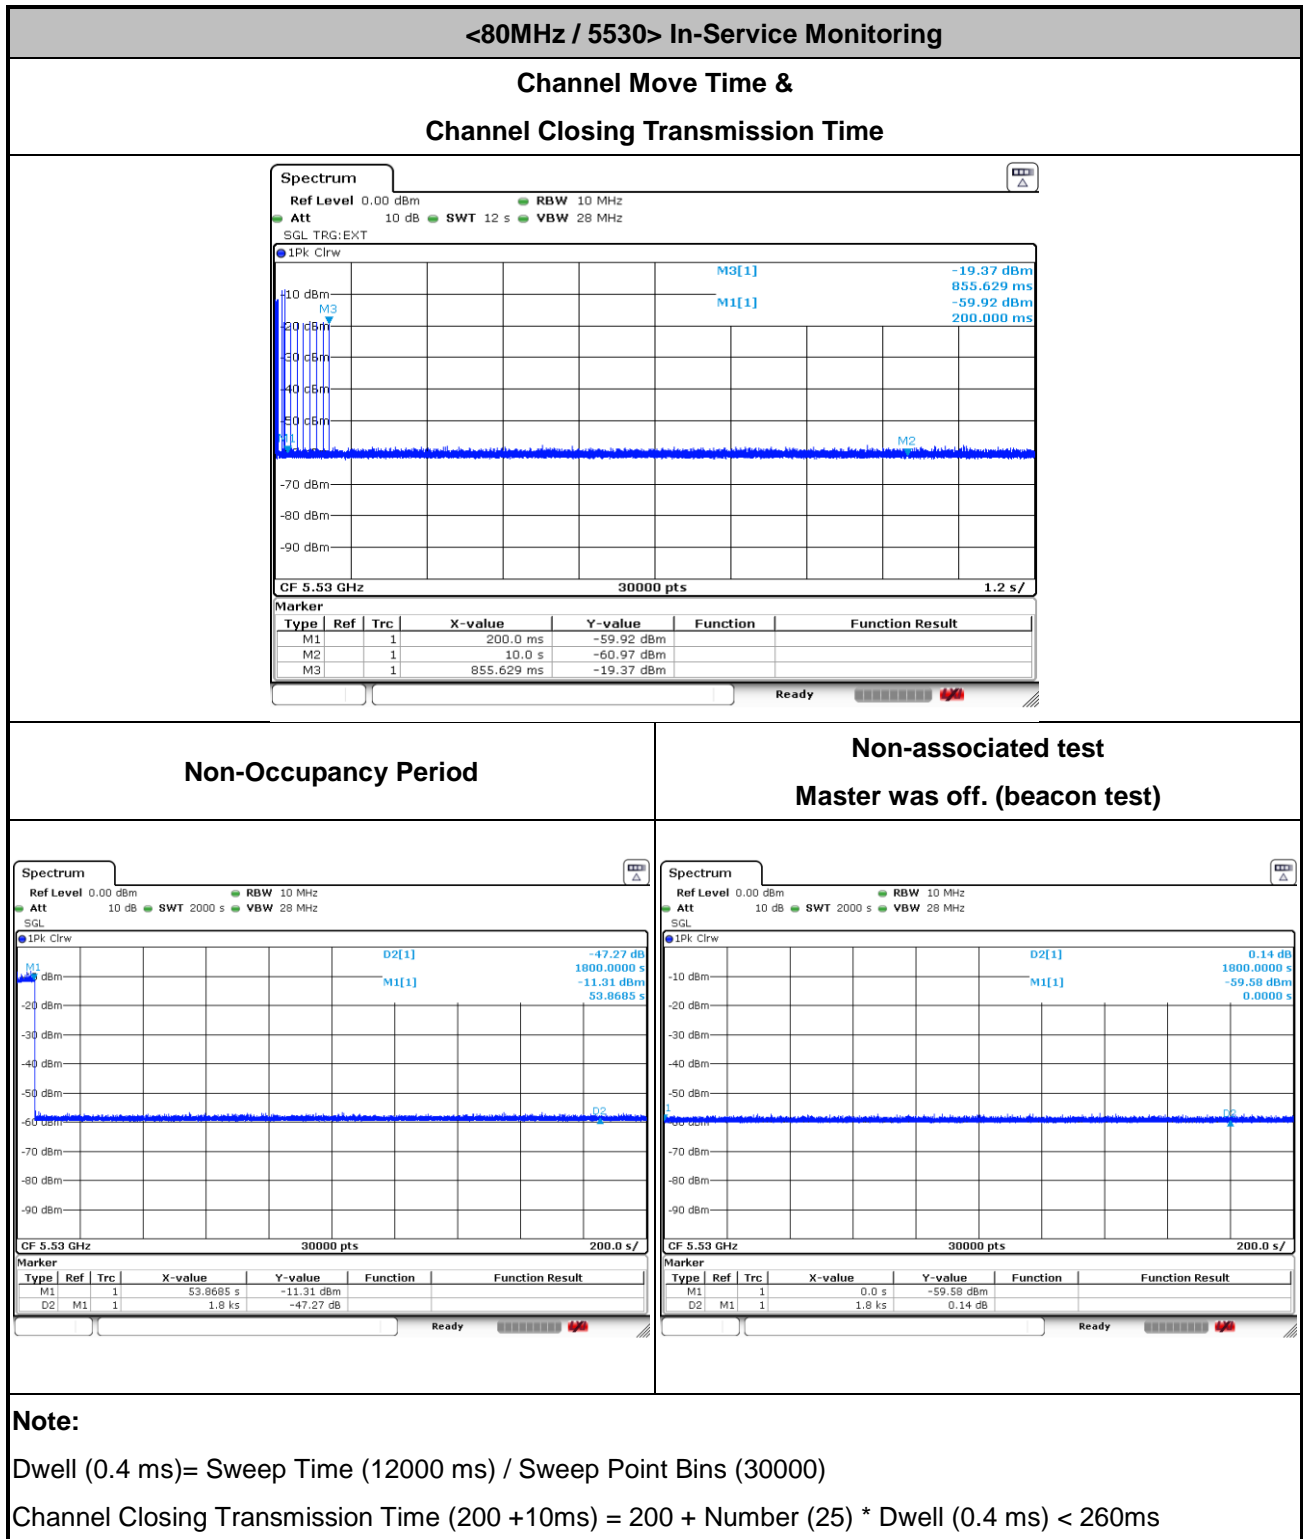 <80MHz / 5530> In-Service Monitoring
Channel Move Time &
Channel Closing Transmission Time
Spectrum
Ref Level 0.00 dBm RBW 10 MHz
Att 10 dB SWT 12 s VBW 28 MHz
SGL TRG:EXT
1Pk Clrw
M3[1] -19.37 dBm
855.629 ms
M1[1] -59.92 dBm
200.000 ms
-10 dBm
M3
-20 dBm
-30 dBm
-40 dBm
-50 dBm
M1
M2
-70 dBm
-80 dBm
-90 dBm
CF 5.53 GHz 30000 pts 1.2 s/
Marker
Type Ref Trc X-value Y-value Function Function Result
M1 1 200.0 ms -59.92 dBm
M2 1 10.0 s -60.97 dBm
M3 1 855.629 ms -19.37 dBm
Ready
Non-Occupancy Period
Spectrum
Ref Level 0.00 dBm RBW 10 MHz
Att 10 dB SWT 2000 s VBW 28 MHz
SGL
1Pk Clrw
D2[1] -47.27 dB
1800.0000 s
M1[1] -11.31 dBm
53.8685 s
M1
dBm
-20 dBm
-30 dBm
-40 dBm
-50 dBm
D2
-60 dBm
-70 dBm
-80 dBm
-90 dBm
CF 5.53 GHz 30000 pts 200.0 s/
Marker
Type Ref Trc X-value Y-value Function Function Result
M1 1 53.8685 s -11.31 dBm
D2 M1 1 1.8 ks -47.27 dB
Ready
Non-associated test
Master was off. (beacon test)
Spectrum
Ref Level 0.00 dBm RBW 10 MHz
Att 10 dB SWT 2000 s VBW 28 MHz
SGL
1Pk Clrw
D2[1] 0.14 dB
1800.0000 s
M1[1] -59.58 dBm
0.0000 s
-10 dBm
-20 dBm
-30 dBm
-40 dBm
-50 dBm
1
D2
-60 dBm
-70 dBm
-80 dBm
-90 dBm
CF 5.53 GHz 30000 pts 200.0 s/
Marker
Type Ref Trc X-value Y-value Function Function Result
M1 1 0.0 s -59.58 dBm
D2 M1 1 1.8 ks 0.14 dB
Ready
Note:
Dwell (0.4 ms)= Sweep Time (12000 ms) / Sweep Point Bins (30000)
Channel Closing Transmission Time (200 +10ms) = 200 + Number (25) * Dwell (0.4 ms) < 260ms